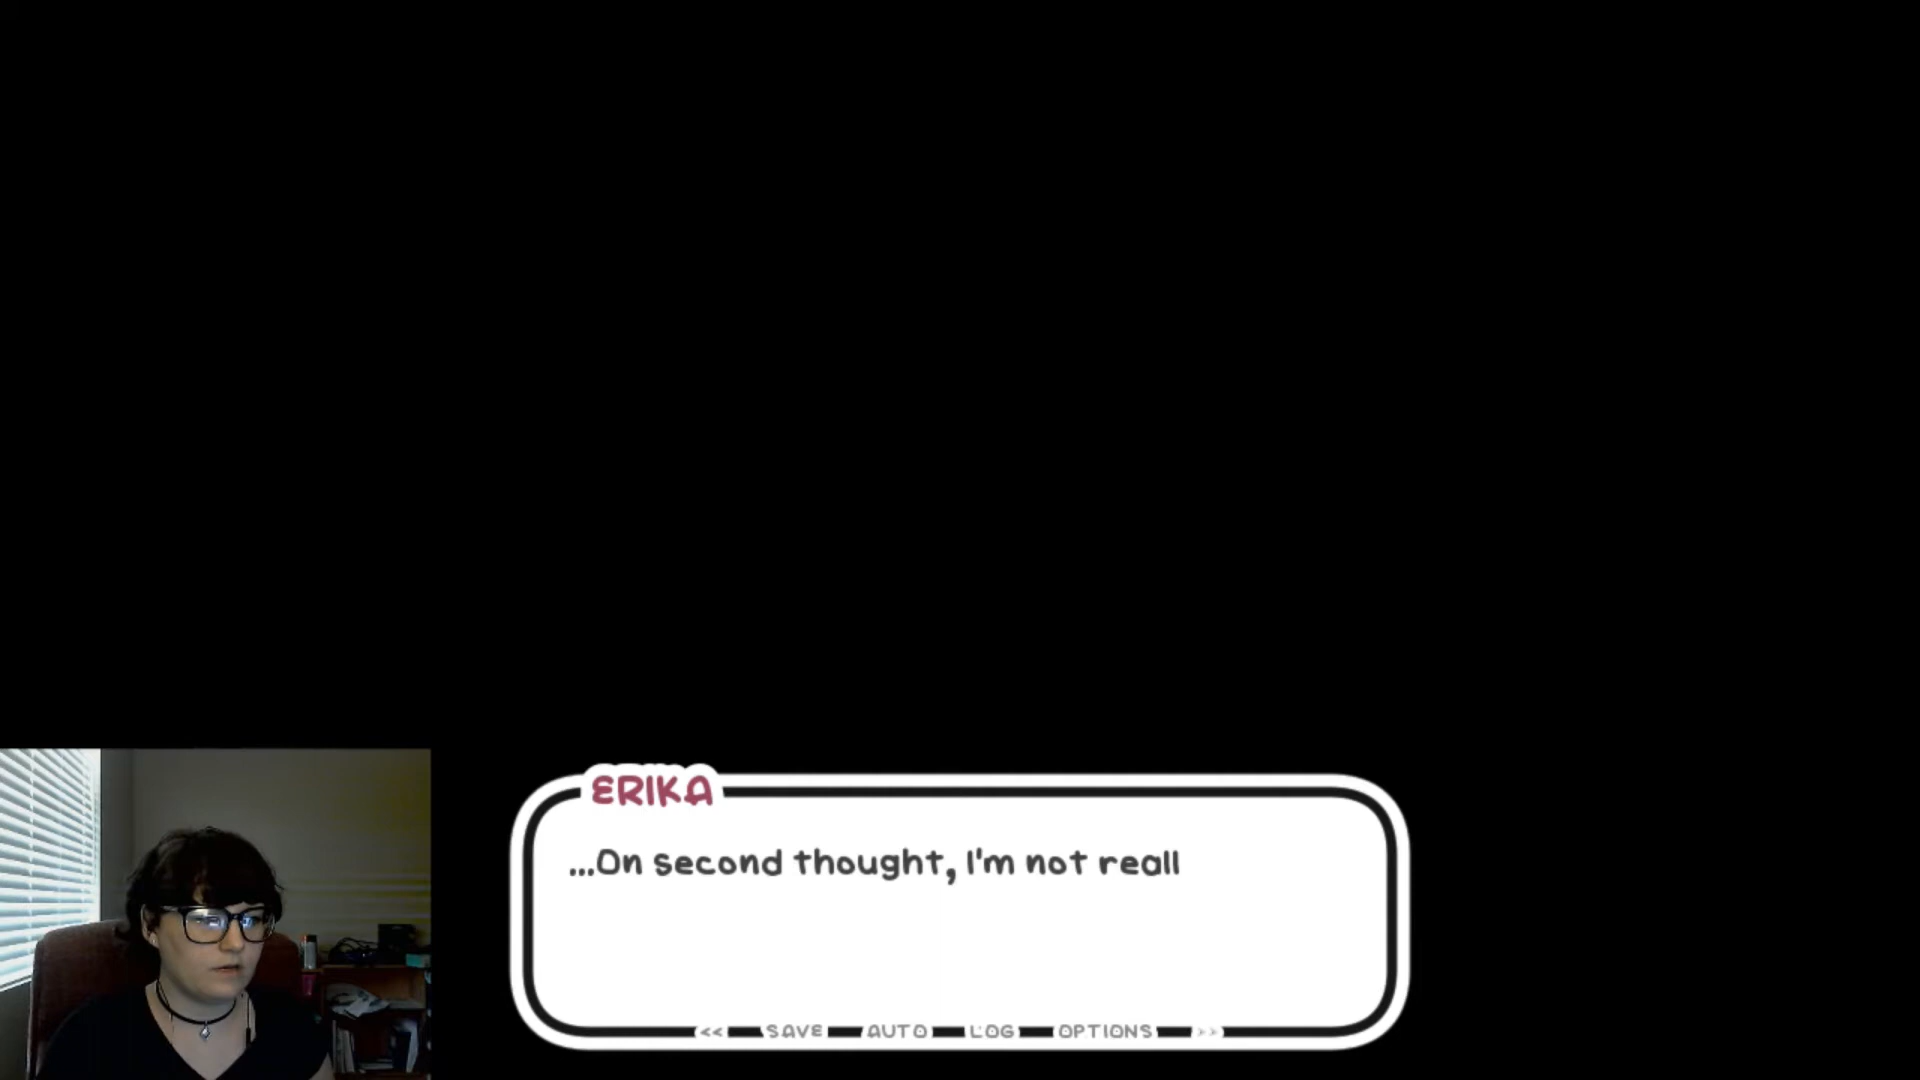 ERIKA
...On second thought, I'm not reall
<< SAVE AUTO LOG OPTIONS >>